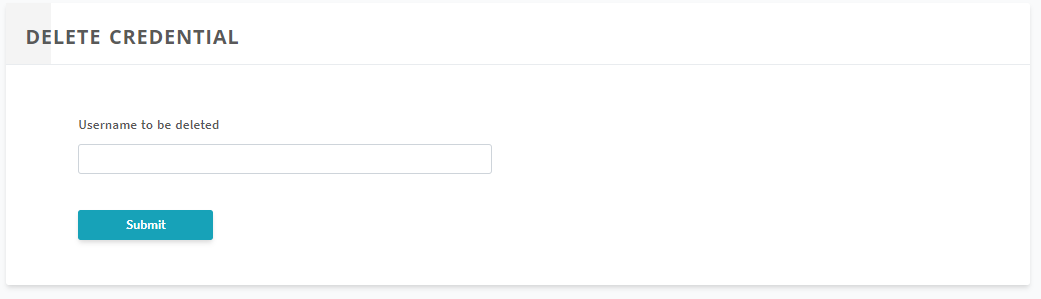 DELETE CREDENTIAL
Username to be deleted
Submit